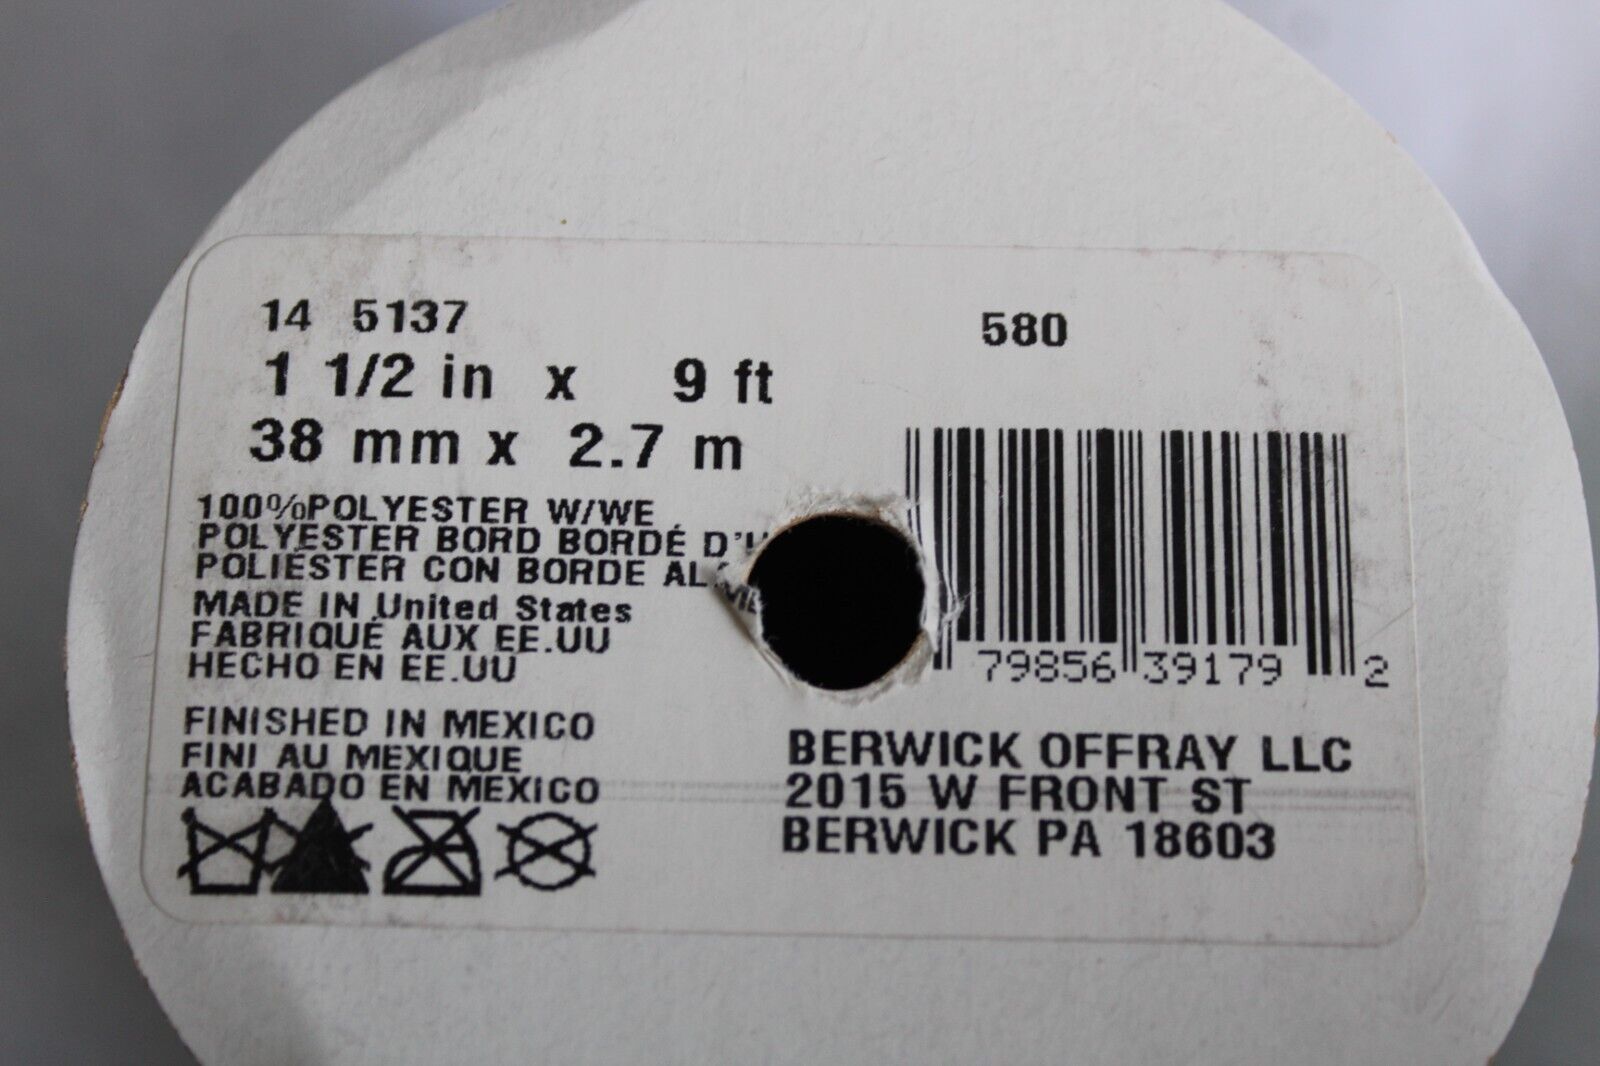 14 5137
580
1 1/2 in x 9 ft
38 mm x 2.7 m
100%POLYESTER W/WE
POLYESTER BORD BORDÉ D'
POLIÉSTER CON BORDE
MADE IN United States
FABRIQUÉ AUX EE.UU
HECHO EN EE.UU
FINISHED IN MEXICO
FINI AU MEXIQUE
ACABADO EN MEXICO
79856 39179 2
BERWICK OFFRAY LLC
2015 W FRONT ST
BERWICK PA 18603